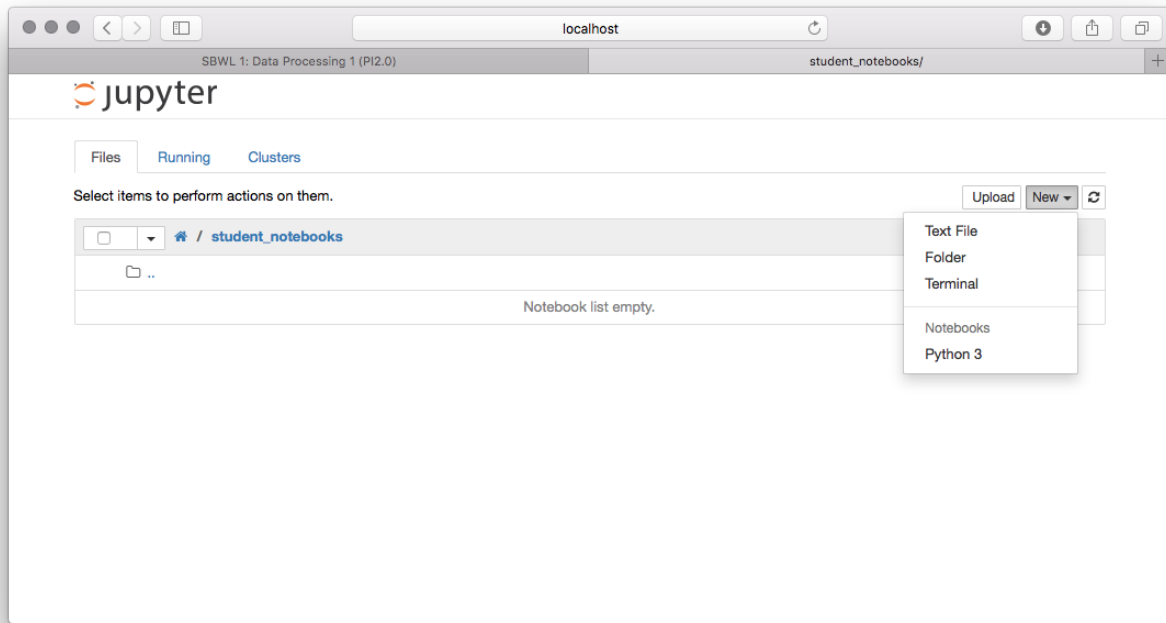 localhost
SBWL 1: Data Processing 1 (PI2.0) student_notebooks/
jupyter
Files Running Clusters
Select items to perform actions on them. Upload New
/ student_notebooks
Text File
Folder
..
Terminal
Notebook list empty.
Notebooks
Python 3